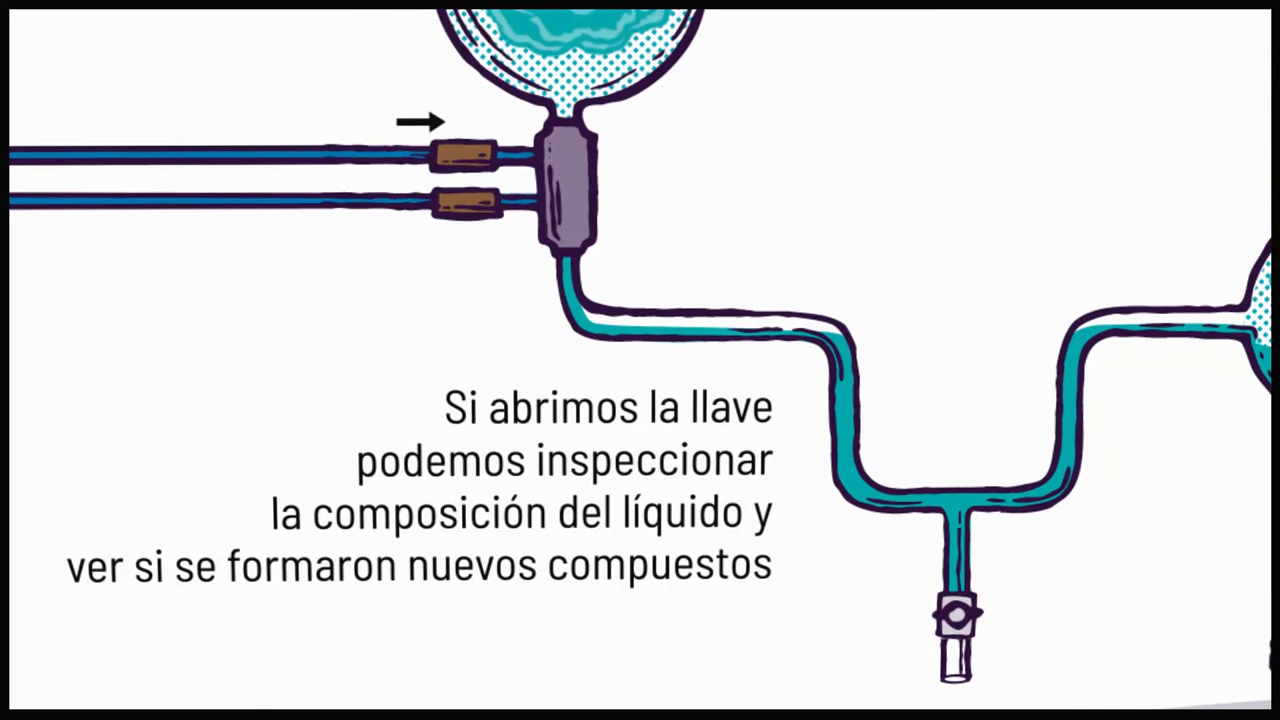 Si abrimos la llave
podemos inspeccionar
la composición del líquido y
ver si se formaron nuevos compuestos